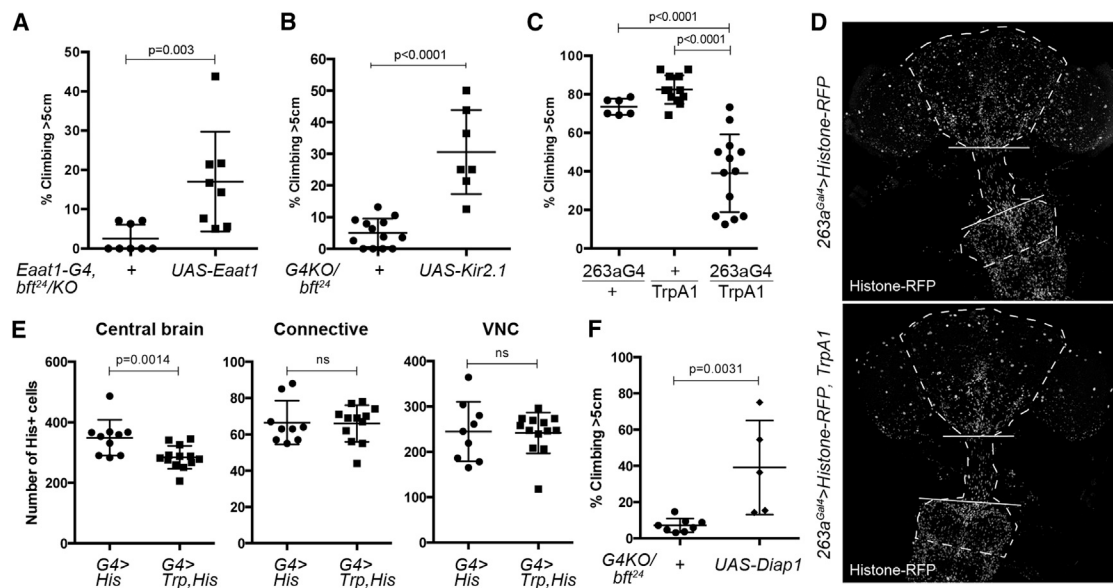 A
p=0.003
% Climbing >5cm
50
40
30
20
10
0
Eaat1-G4,
bft²⁴/KO
+
UAS-Eaat1
B
p<0.0001
% Climbing >5cm
60
50
40
30
20
10
0
G4KO/
bft²⁴
+
UAS-Kir2.1
C
p<0.0001
p<0.0001
% Climbing >5cm
100
80
60
40
20
0
263aG4
+
+
TrpA1
263aG4
TrpA1
D
263aᴳᵃˡ⁴>Histone-RFP
Histone-RFP
263aᴳᵃˡ⁴>Histone-RFP, TrpA1
Histone-RFP
E
Central brain
p=0.0014
Number of His+ cells
600
400
300
200
0
G4>
His
G4>
Trp,His
Connective
ns
100
80
60
40
20
0
G4>
His
G4>
Trp,His
VNC
ns
400
300
200
100
0
G4>
His
G4>
Trp,His
F
p=0.0031
% Climbing >5cm
100
80
60
40
20
0
G4KO/
bft²⁴
+
UAS-Diap1